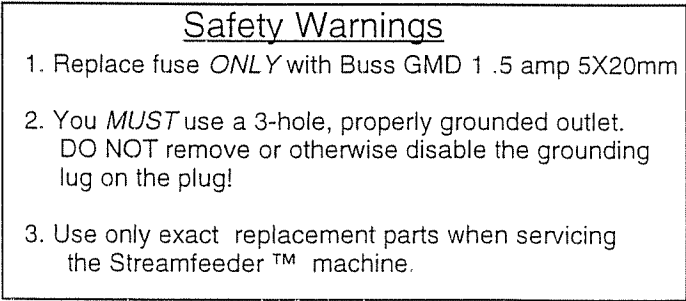 Safety Warnings
1. Replace fuse ONLY with Buss GMD 1 .5 amp 5X20mm
2. You MUST use a 3-hole, properly grounded outlet.
DO NOT remove or otherwise disable the grounding
lug on the plug!
3. Use only exact replacement parts when servicing
the Streamfeeder ™ machine.